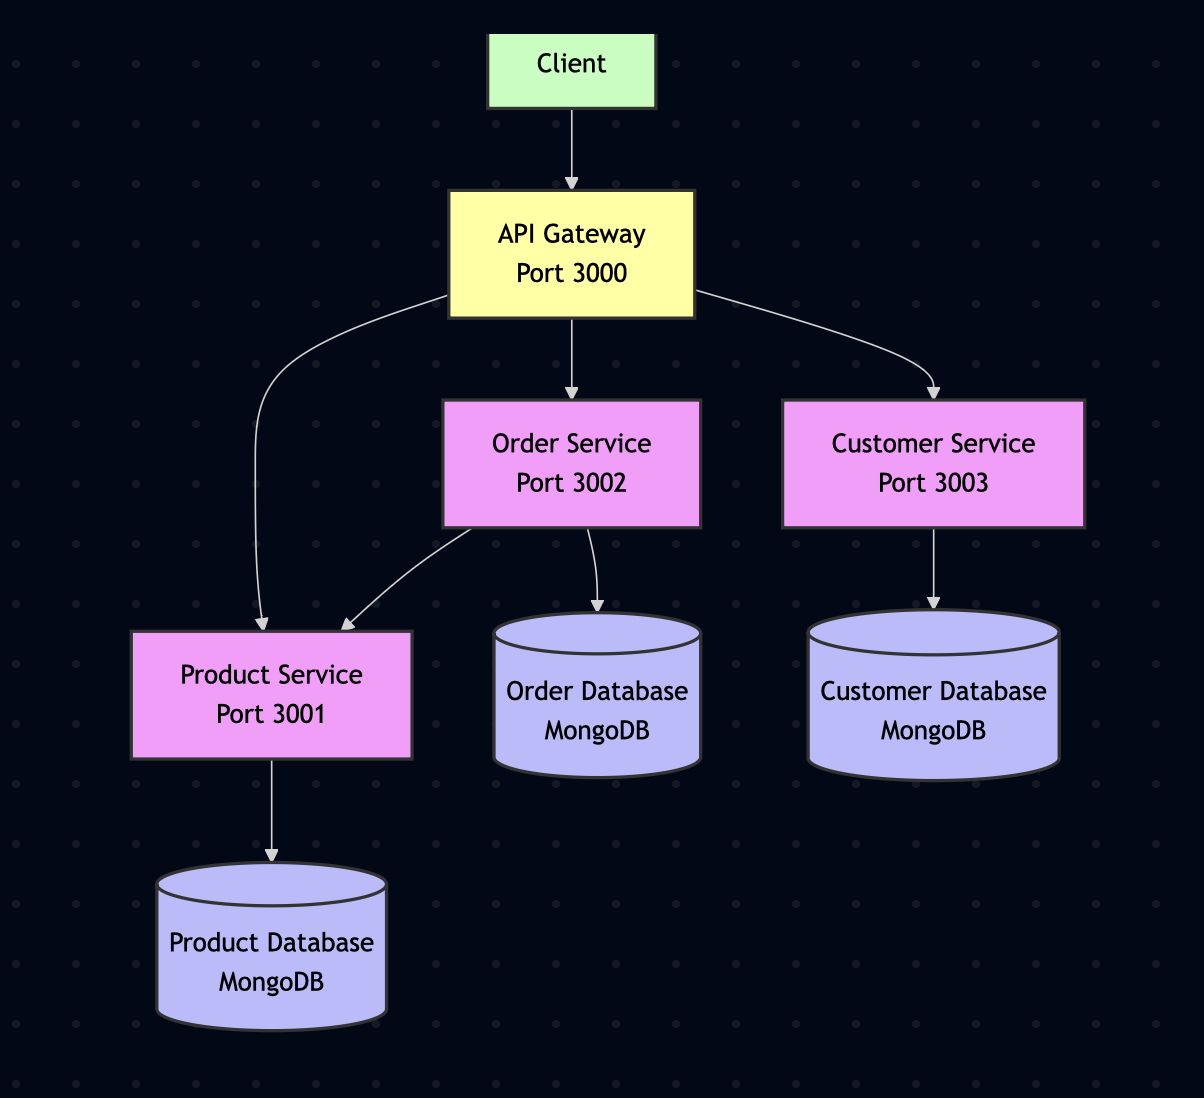 Client
API Gateway
Port 3000
Order Service
Port 3002
Customer Service
Port 3003
Product Service
Port 3001
Order Database
MongoDB
Customer Database
MongoDB
Product Database
MongoDB